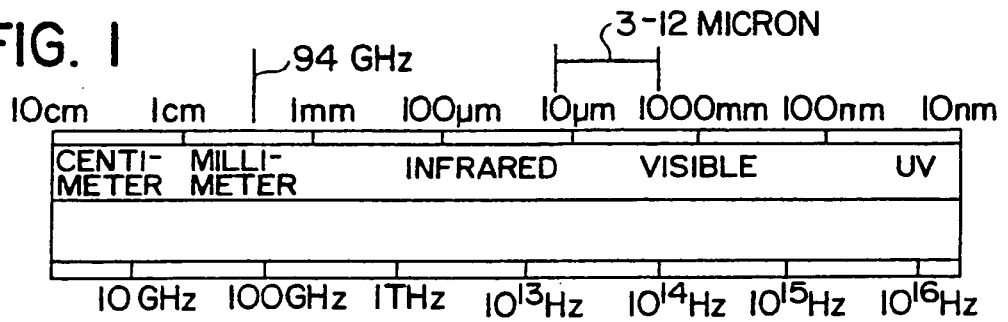 FIG. 1
3-12 MICRON
94 GHz
10cm 1cm 1mm 100µm 10µm 1000mm 100nm 10nm
CENTI-METER MILLI-METER INFRARED VISIBLE UV
10 GHz 100GHz 1THz 10¹³Hz 10¹⁴Hz 10¹⁵Hz 10¹⁶Hz